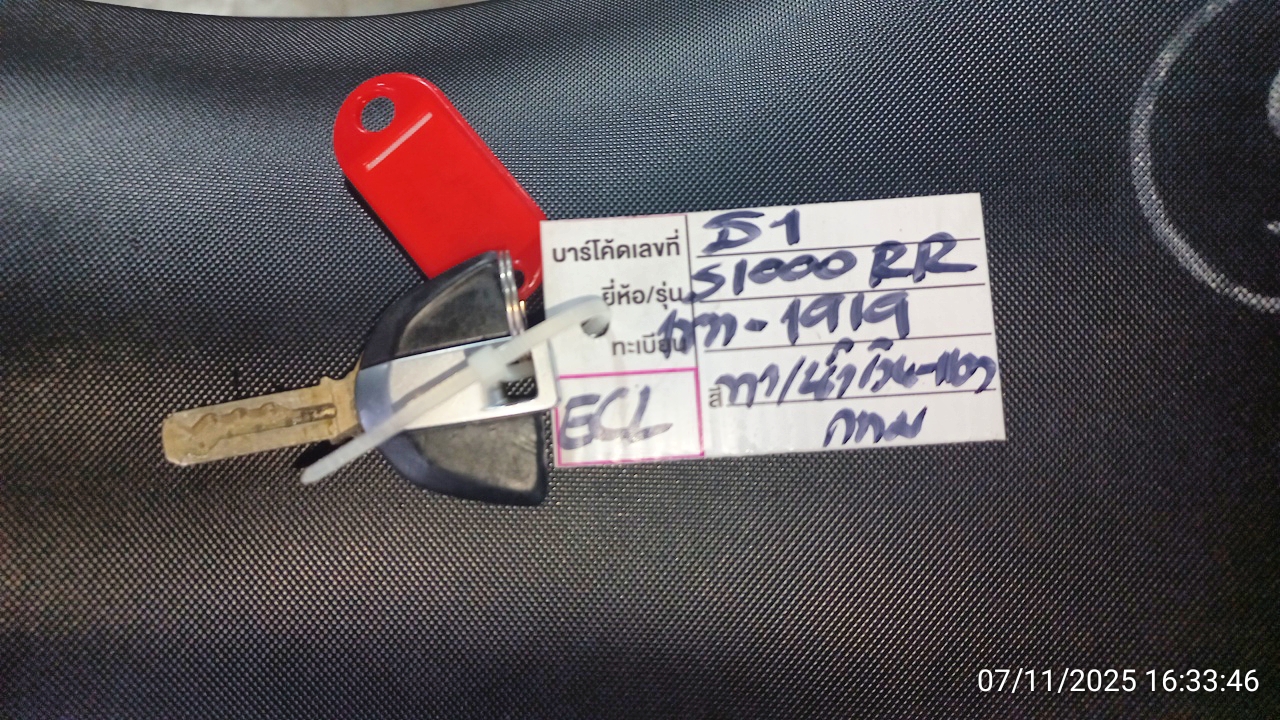 บาร์โค้ดเลขที่ D1
ยี่ห้อ/รุ่น S1000 RR
ทะเบียน - 1919
สี เทา/น้ำเงิน-แดง
ECL กทม
07/11/2025 16:33:46